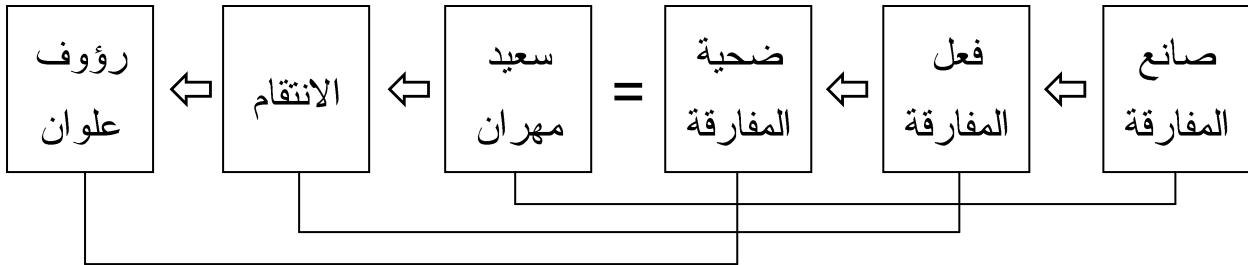 صانع
المفارقة
فعل
المفارقة
ضحية
المفارقة
=
سعيد
مهران
الانتقام
رؤوف
علوان